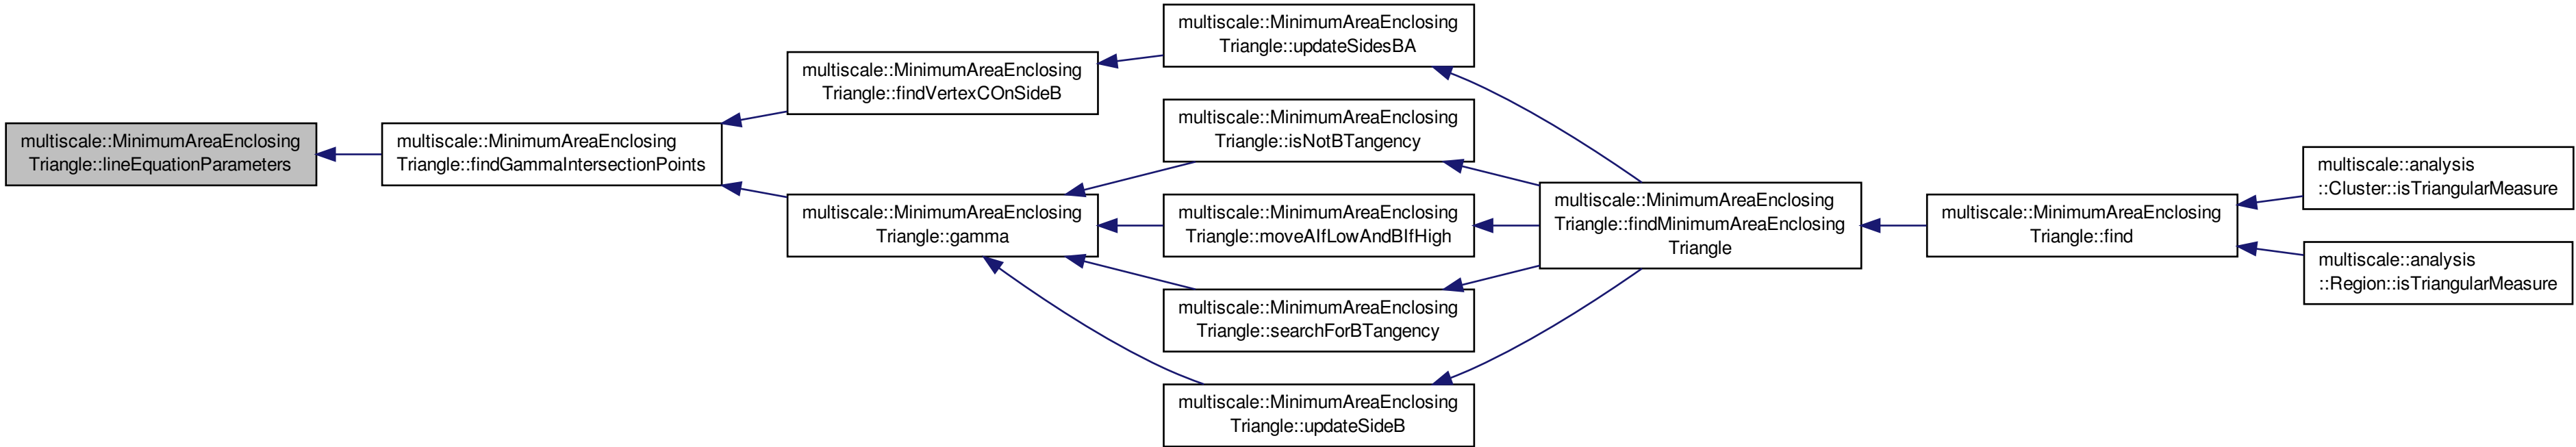 multiscale::MinimumAreaEnclosing
Triangle::lineEquationParameters
multiscale::MinimumAreaEnclosing
Triangle::findGammaIntersectionPoints
multiscale::MinimumAreaEnclosing
Triangle::findVertexCOnSideB
multiscale::MinimumAreaEnclosing
Triangle::gamma
multiscale::MinimumAreaEnclosing
Triangle::updateSidesBA
multiscale::MinimumAreaEnclosing
Triangle::isNotBTangency
multiscale::MinimumAreaEnclosing
Triangle::moveAIfLowAndBIfHigh
multiscale::MinimumAreaEnclosing
Triangle::searchForBTangency
multiscale::MinimumAreaEnclosing
Triangle::updateSideB
multiscale::MinimumAreaEnclosing
Triangle::findMinimumAreaEnclosing
Triangle
multiscale::MinimumAreaEnclosing
Triangle::find
multiscale::analysis
::Cluster::isTriangularMeasure
multiscale::analysis
::Region::isTriangularMeasure